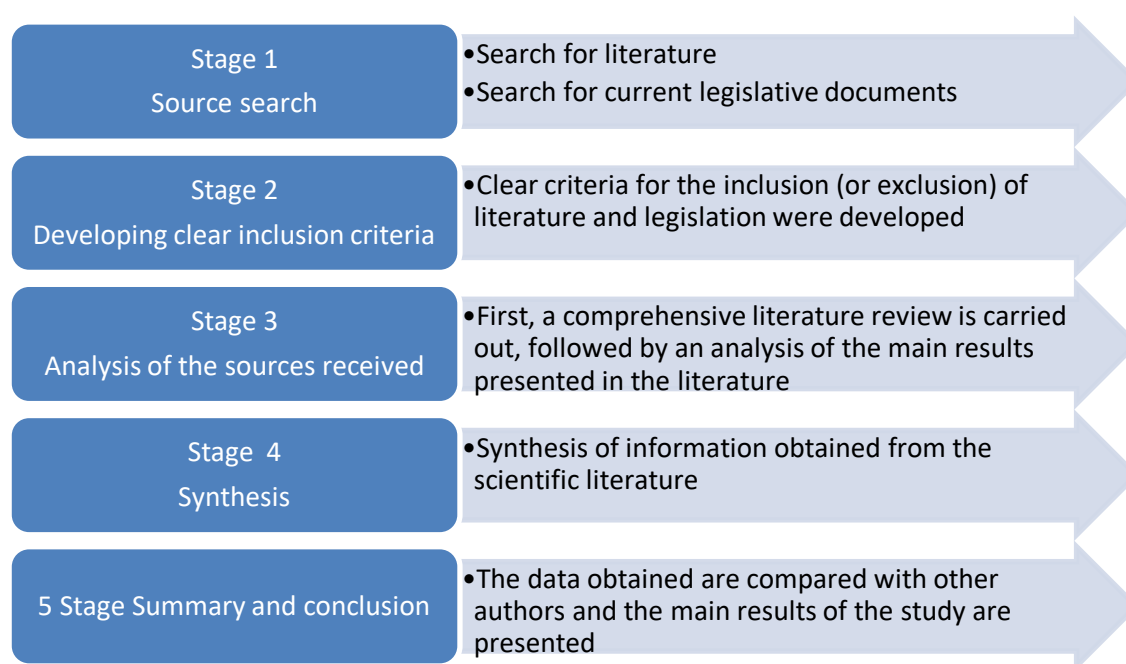 Stage 1
Source search
•Search for literature
•Search for current legislative documents
Stage 2
Developing clear inclusion criteria
•Clear criteria for the inclusion (or exclusion) of
literature and legislation were developed
Stage 3
Analysis of the sources received
•First, a comprehensive literature review is carried
out, followed by an analysis of the main results
presented in the literature
Stage  4
Synthesis
•Synthesis of information obtained from the
scientific literature
5 Stage Summary and conclusion
•The data obtained are compared with other
authors and the main results of the study are
presented